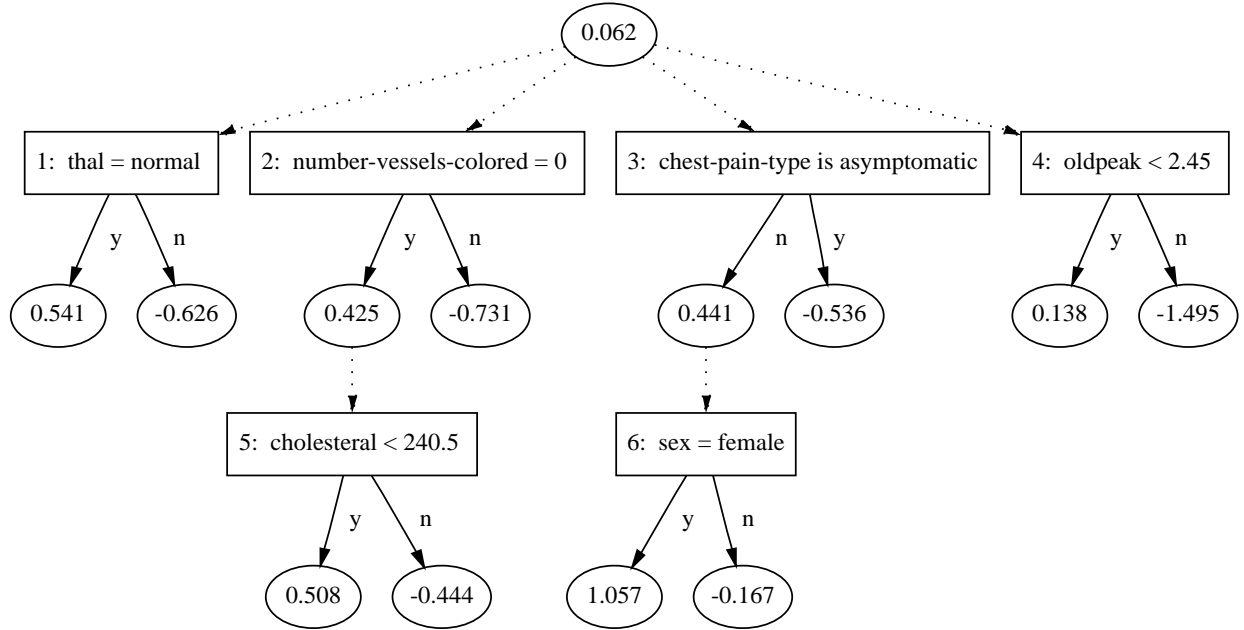 0.062
1: thal = normal
2: number-vessels-colored = 0
3: chest-pain-type is asymptomatic
4: oldpeak < 2.45
y
n
y
n
n
y
y
n
0.541
-0.626
0.425
-0.731
0.441
-0.536
0.138
-1.495
5: cholesteral < 240.5
6: sex = female
y
n
y
n
0.508
-0.444
1.057
-0.167